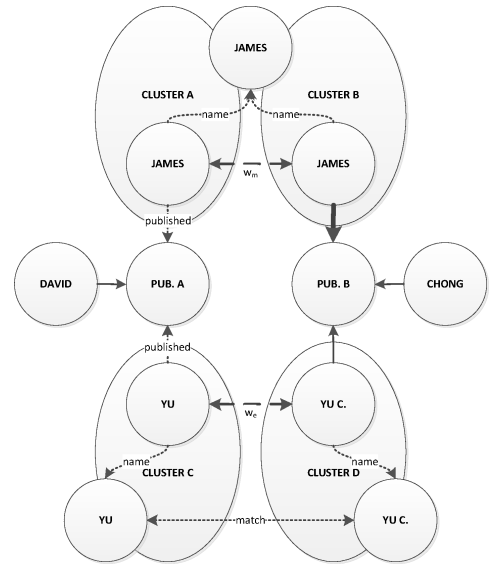 JAMES
CLUSTER A
CLUSTER B
name
name
JAMES
JAMES
wm
published
DAVID
PUB. A
PUB. B
CHONG
published
YU
YU C.
we
name
name
CLUSTER C
CLUSTER D
YU
match
YU C.